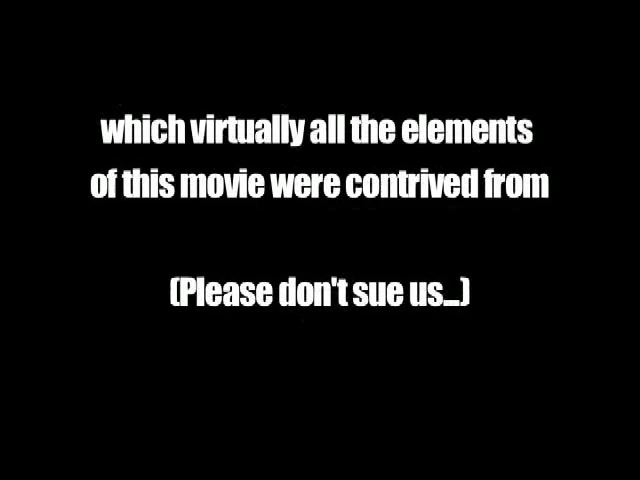 which virtually all the elements
of this movie were contrived from
(Please don't sue us...)